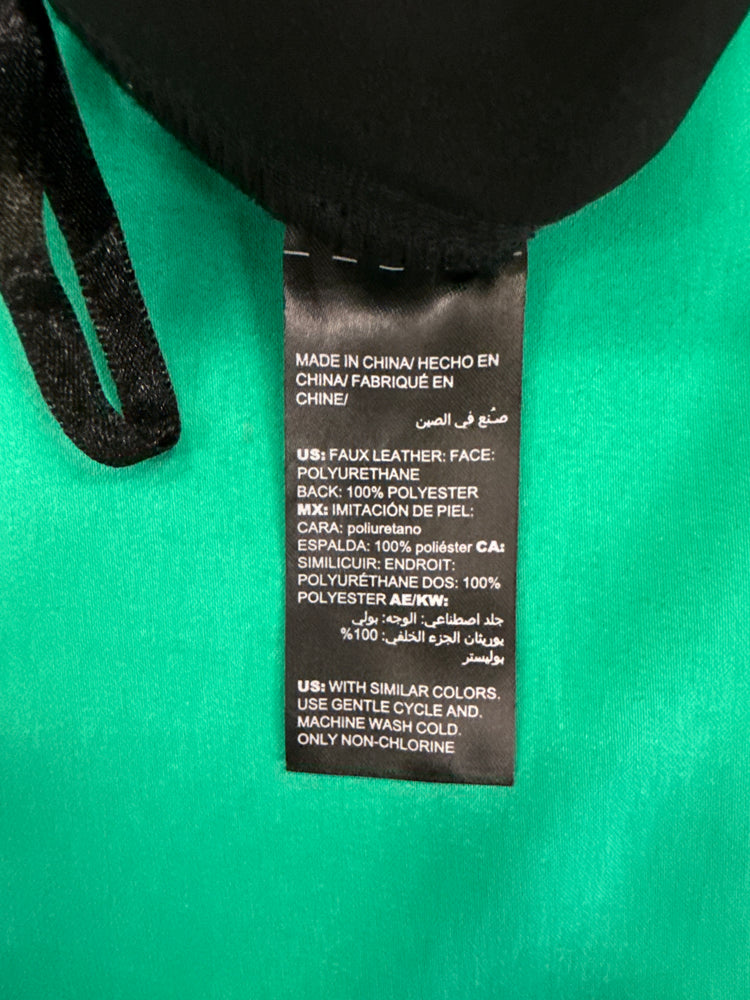 MADE IN CHINA/ HECHO EN
CHINA/ FABRIQUÉ EN
CHINE/
صُنع في الصين
US: FAUX LEATHER: FACE:
POLYURETHANE
BACK: 100% POLYESTER
MX: IMITACIÓN DE PIEL:
CARA: poliuretano
ESPALDA: 100% poliéster CA:
SIMILICUIR: ENDROIT:
POLYURÉTHANE DOS: 100%
POLYESTER AE/KW:
جلد اصطناعي: الوجه: بولي
يوريثان الجزء الخلفي: 100%
بوليستر
US: WITH SIMILAR COLORS.
USE GENTLE CYCLE AND.
MACHINE WASH COLD.
ONLY NON-CHLORINE